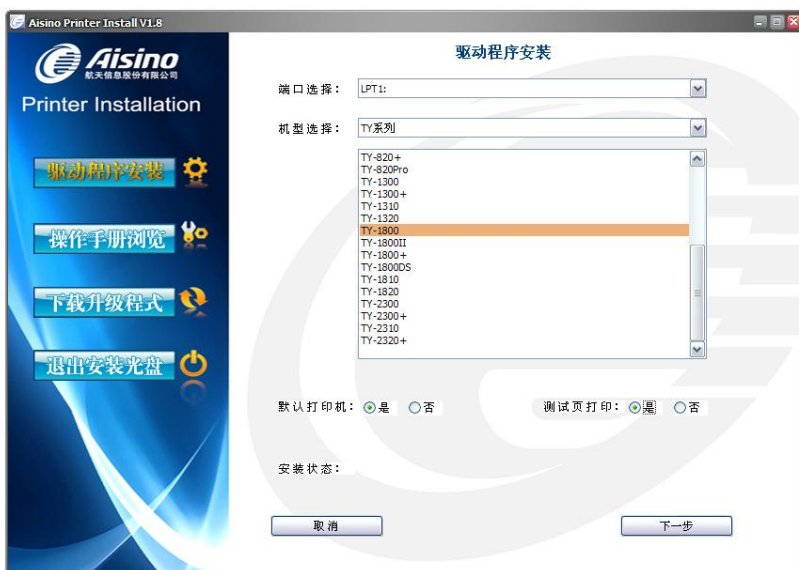 Aisino Printer Install V1.8
Aisino
航天信息股份有限公司
Printer Installation
驱动程序安装
操作手册浏览
下载升级程式
退出安装光盘
驱动程序安装
端口选择： LPT1:
机型选择： TY系列
TY-820+
TY-820Pro
TY-1300
TY-1300+
TY-1310
TY-1320
TY-1800
TY-1800II
TY-1800+
TY-1800DS
TY-1810
TY-1820
TY-2300
TY-2300+
TY-2310
TY-2320+
默认打印机： 是 否 测试页打印： 是 否
安装状态：
取消 下一步